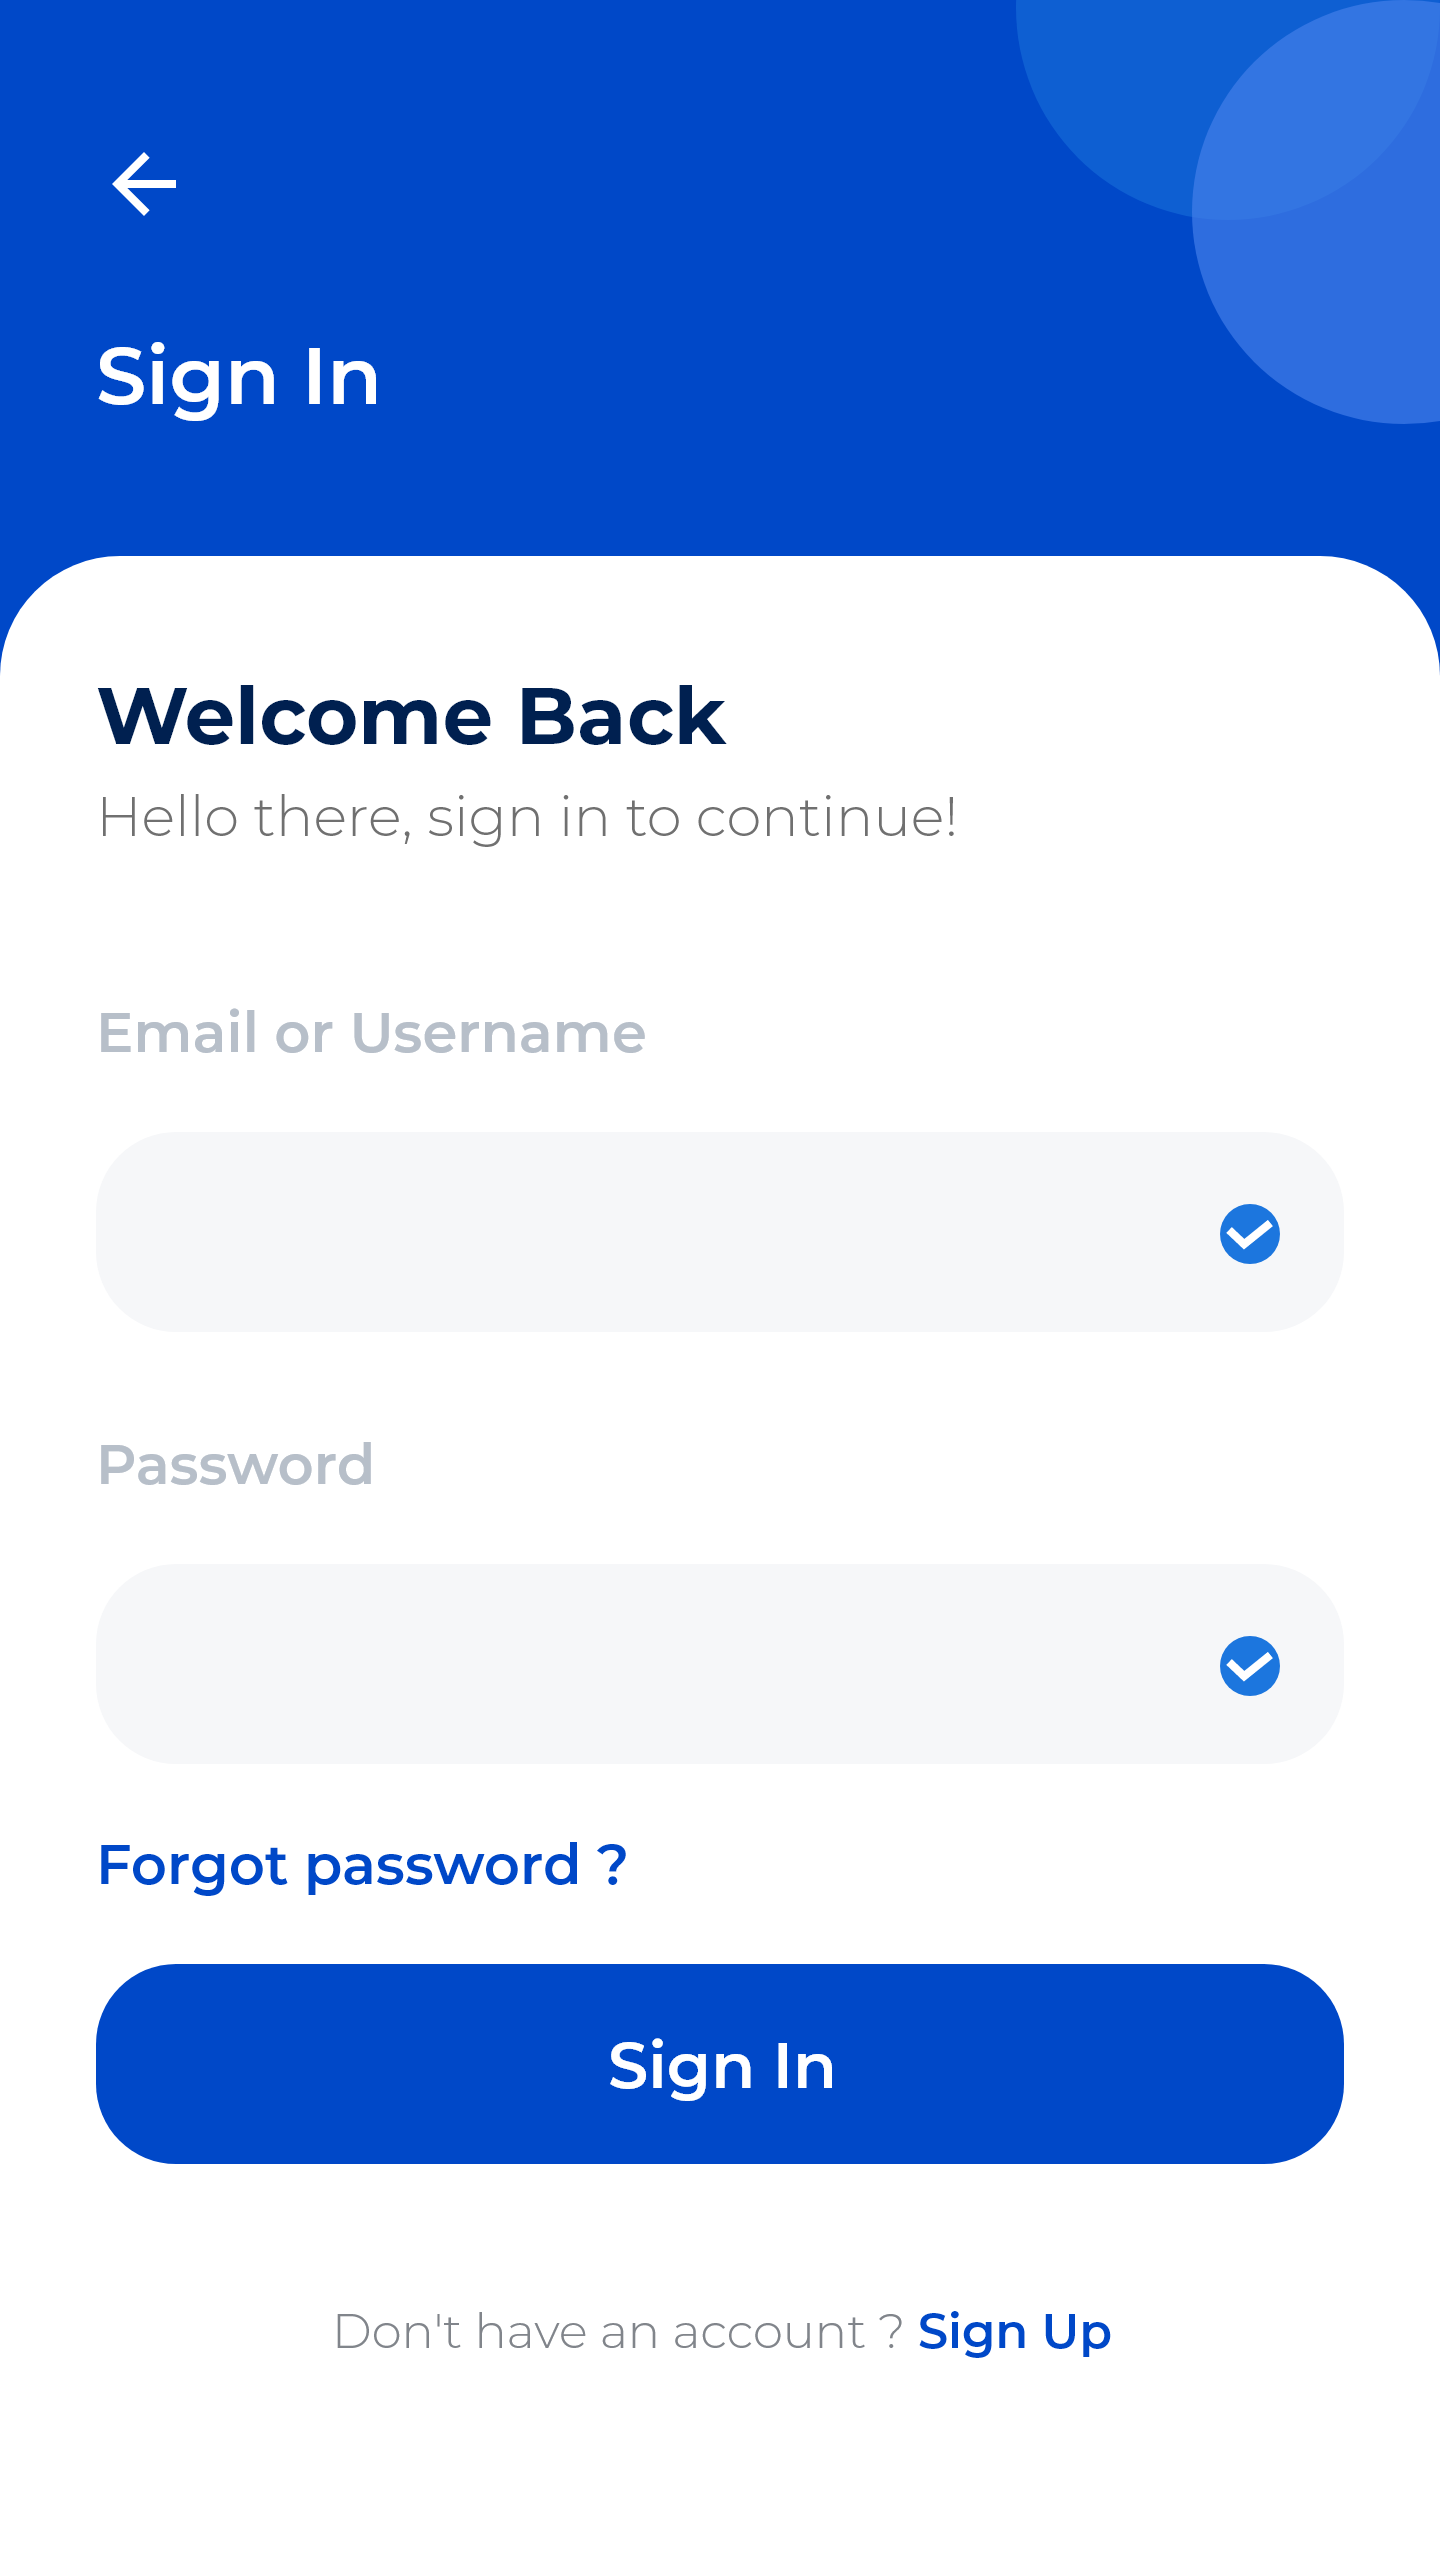 Sign In
Welcome Back
Hello there, sign in to continue!
Email or Username
Password
Forgot password ?
Sign In
Don't have an account ? Sign Up